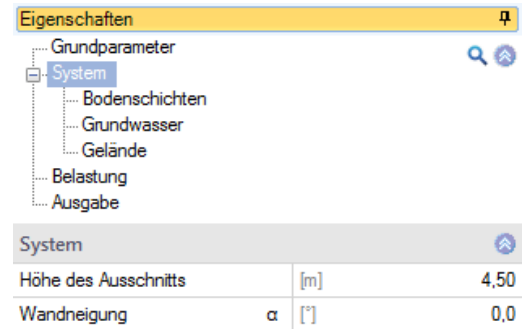 Eigenschaften
Grundparameter
System
Bodenschichten
Grundwasser
Gelände
Belastung
Ausgabe
System
Höhe des Ausschnitts [m] 4,50
Wandneigung α [°] 0,0